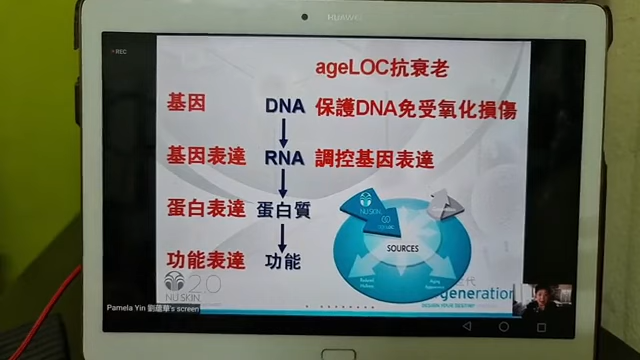 HUAWEI
REC
ageLOC抗衰老
基因 DNA 保護DNA免受氧化損傷
基因表達 RNA 調控基因表達
蛋白表達 蛋白質
功能表達 功能
NU SKIN
SOURCES
NU SKIN 2.0
代
generation
Pamela Yin 劉蘊華's screen